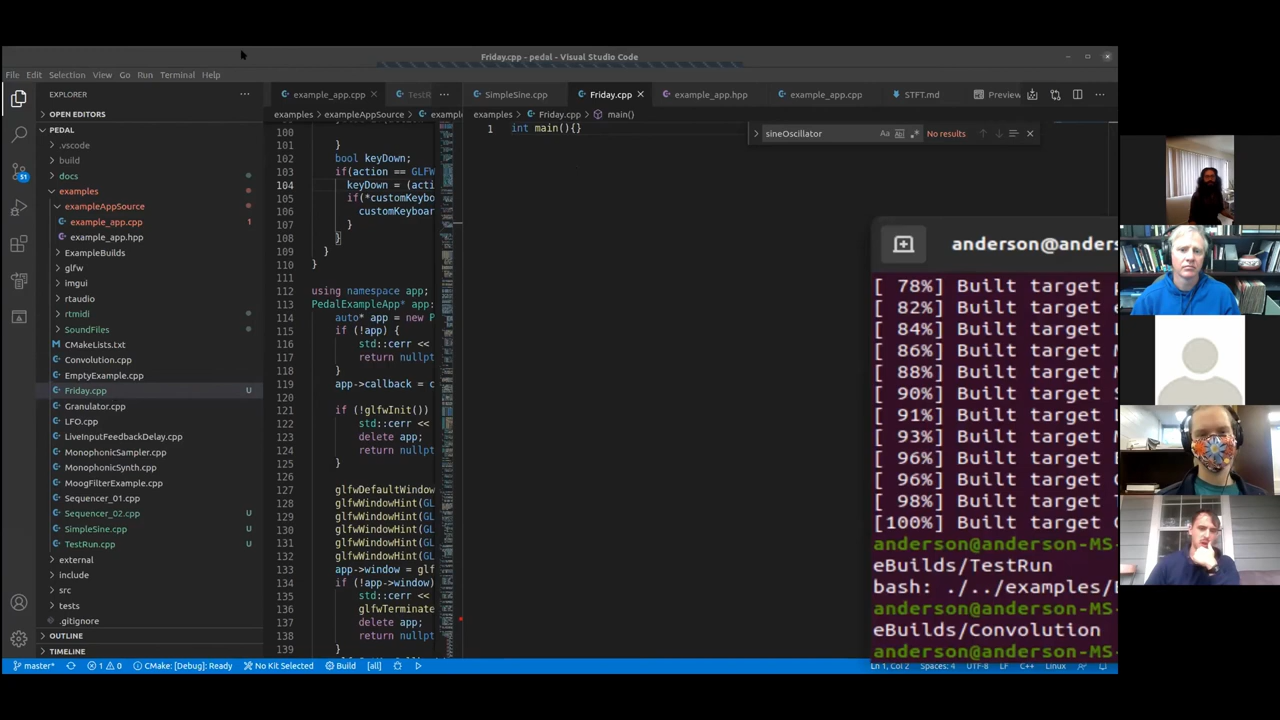 Friday.cpp - pedal - Visual Studio Code
File Edit Selection View Go Run Terminal Help
EXPLORER
OPEN EDITORS
PEDAL
.vscode
build
docs
examples
exampleAppSource
example_app.cpp 1
example_app.hpp
ExampleBuilds
glfw
imgui
rtaudio
rtmidi
SoundFiles
CMakeLists.txt
Convolution.cpp
EmptyExample.cpp
Friday.cpp U
Granulator.cpp
LFO.cpp
LiveInputFeedbackDelay.cpp
MonophonicSampler.cpp
MonophonicSynth.cpp
MoogFilterExample.cpp
Sequencer_01.cpp
Sequencer_02.cpp U
SimpleSine.cpp U
TestRun.cpp U
external
include
src
tests
.gitignore
OUTLINE
TIMELINE
51
example_app.cpp TestR
examples > exampleAppSource > exampl
100
101 }
102 bool keyDown;
103 if(action == GLFW
104 keyDown = (acti
105 if(*customKeybo
106 customKeyboar
107 }
108 }
109 }
110 }
111
112 using namespace app;
113 PedalExampleApp* app:
114 auto* app = new P
115 if (!app) {
116 std::cerr <<
117 return nullpt
118 }
119 app->callback = c
120
121 if (!glfwInit())
122 std::cerr <<
123 delete app;
124 return nullpt
125 }
126
127 glfwDefaultWindow
128 glfwWindowHint(GL
129 glfwWindowHint(GL
130 glfwWindowHint(GL
131 glfwWindowHint(GL
132 glfwWindowHint(GL
133 app->window = glf
134 if (!app->window)
135 std::cerr <<
136 glfwTerminate
137 delete app;
138 return nullpt
139 }
SimpleSine.cpp Friday.cpp example_app.hpp example_app.cpp STFT.md Preview
examples > Friday.cpp > main()
1 int main(){}
sineOscillator Aa No results
anderson@anders
[ 78%] Built target
[ 82%] Built target
[ 84%] Built target
[ 86%] Built target
[ 88%] Built target
[ 90%] Built target
[ 91%] Built target
[ 93%] Built target
[ 96%] Built target
[ 96%] Built target
[ 98%] Built target
[100%] Built target
anderson@anderson-MS-
eBuilds/TestRun
bash: ./../examples/
anderson@anderson-MS-
eBuilds/Convolution
anderson@anderson-MS-
master* 1 0 CMake: [Debug]: Ready No Kit Selected Build [all] Ln 1, Col 2 Spaces: 4 UTF-8 LF C++ Linux